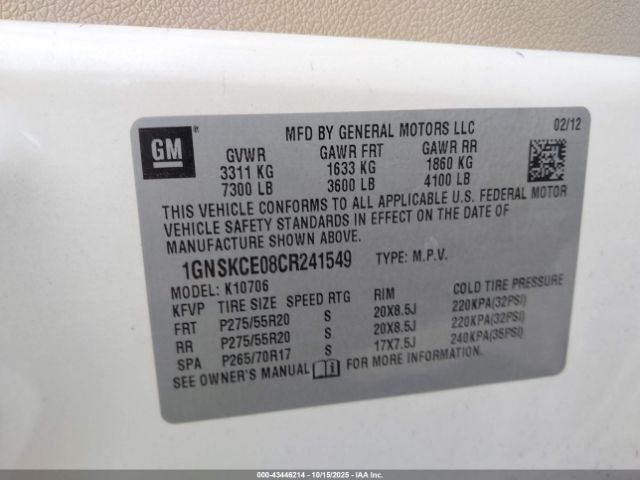 GM ®
MFD BY GENERAL MOTORS LLC 02/12
GVWR GAWR FRT GAWR RR
3311 KG 1633 KG 1860 KG
7300 LB 3600 LB 4100 LB
THIS VEHICLE CONFORMS TO ALL APPLICABLE U.S. FEDERAL MOTOR
VEHICLE SAFETY STANDARDS IN EFFECT ON THE DATE OF
MANUFACTURE SHOWN ABOVE.
1GNSKCE08CR241549 TYPE: M.P.V.
MODEL: K10706
KFVP TIRE SIZE SPEED RTG RIM COLD TIRE PRESSURE
FRT P275/55R20 S 20X8.5J 220KPA(32PSI)
RR P275/55R20 S 20X8.5J 220KPA(32PSI)
SPA P265/70R17 S 17X7.5J 240KPA(35PSI)
SEE OWNER'S MANUAL FOR MORE INFORMATION.
000-43446214 - 10/15/2025 - IAAI.COM